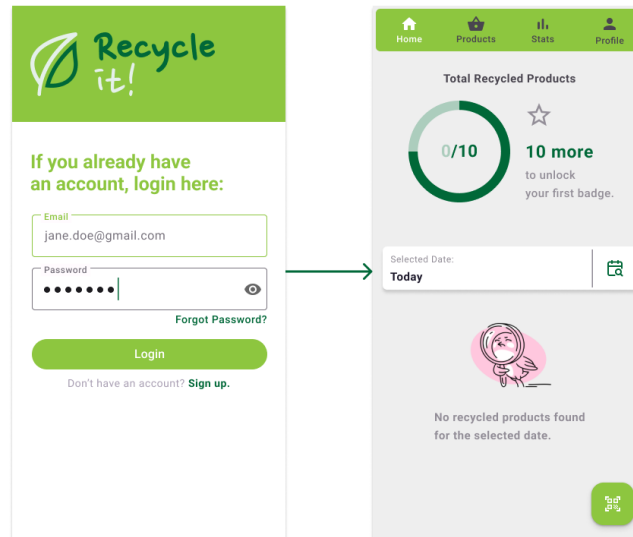 Recycle
it!
If you already have
an account, login here:
Email
jane.doe@gmail.com
Password
Forgot Password?
Login
Don't have an account? Sign up.
Home Products Stats Profile
Total Recycled Products
0/10
10 more
to unlock
your first badge.
Selected Date:
Today
No recycled products found
for the selected date.